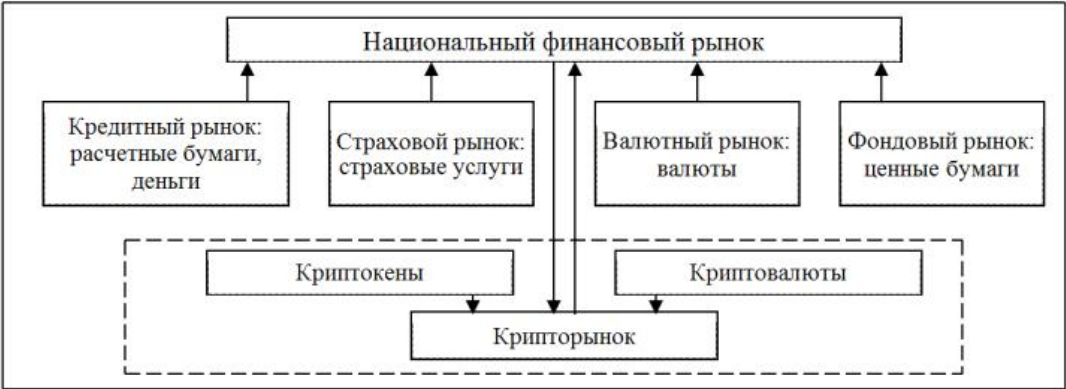 Национальный финансовый рынок
Кредитный рынок:
расчетные бумаги,
деньги
Страховой рынок:
страховые услуги
Валютный рынок:
валюты
Фондовый рынок:
ценные бумаги
Криптокены
Криптовалюты
Крипторынок